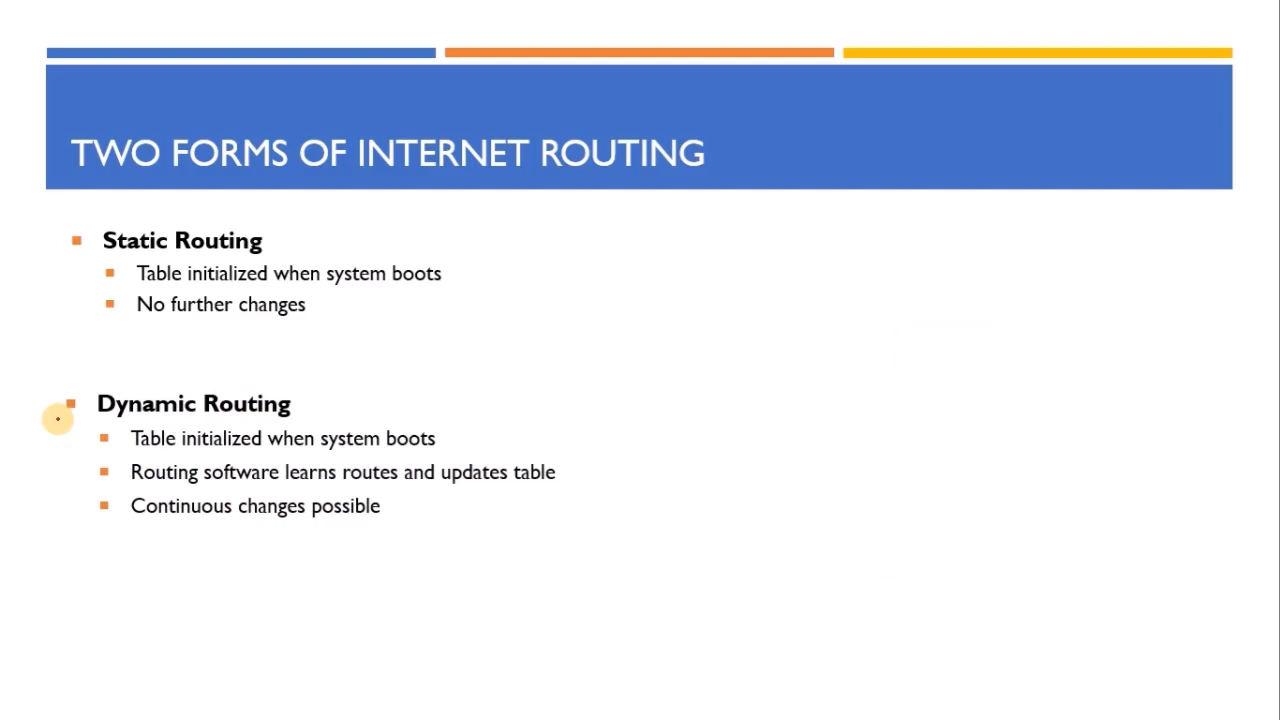 TWO FORMS OF INTERNET ROUTING
Static Routing
Table initialized when system boots
No further changes
Dynamic Routing
Table initialized when system boots
Routing software learns routes and updates table
Continuous changes possible